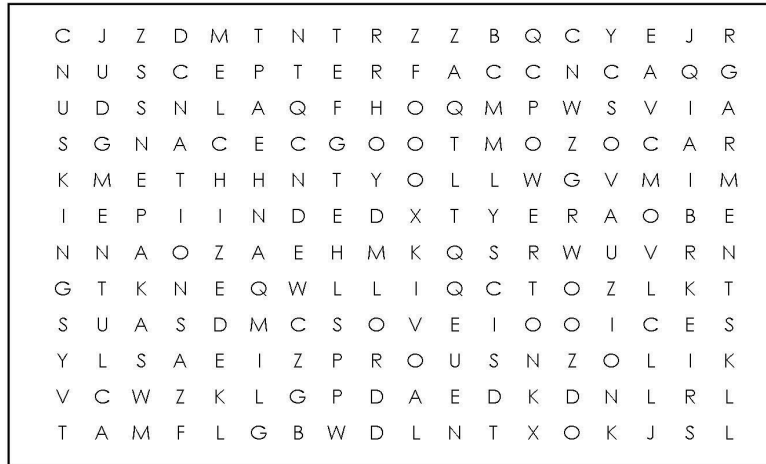 C J Z D M T N T R Z Z B Q C Y E J R
N U S C E P T E R F A C C N C A Q G
U D S N L A Q F H O Q M P W S V I A
S G N A C E C G O O T M O Z O C A R
K M E T H H N T Y O L L W G V M I M
I E P I I N D E D X T Y E R A O B E
N N A O Z A E H M K Q S R W U V R N
G T K N E Q W L L I Q C T O Z L K T
S U A S D M C S O V E I O O I C E S
Y L S A E I Z P R O U S N Z O L I K
V C W Z K L G P D A E D K D N L R L
T A M F L G B W D L N T X O K J S L